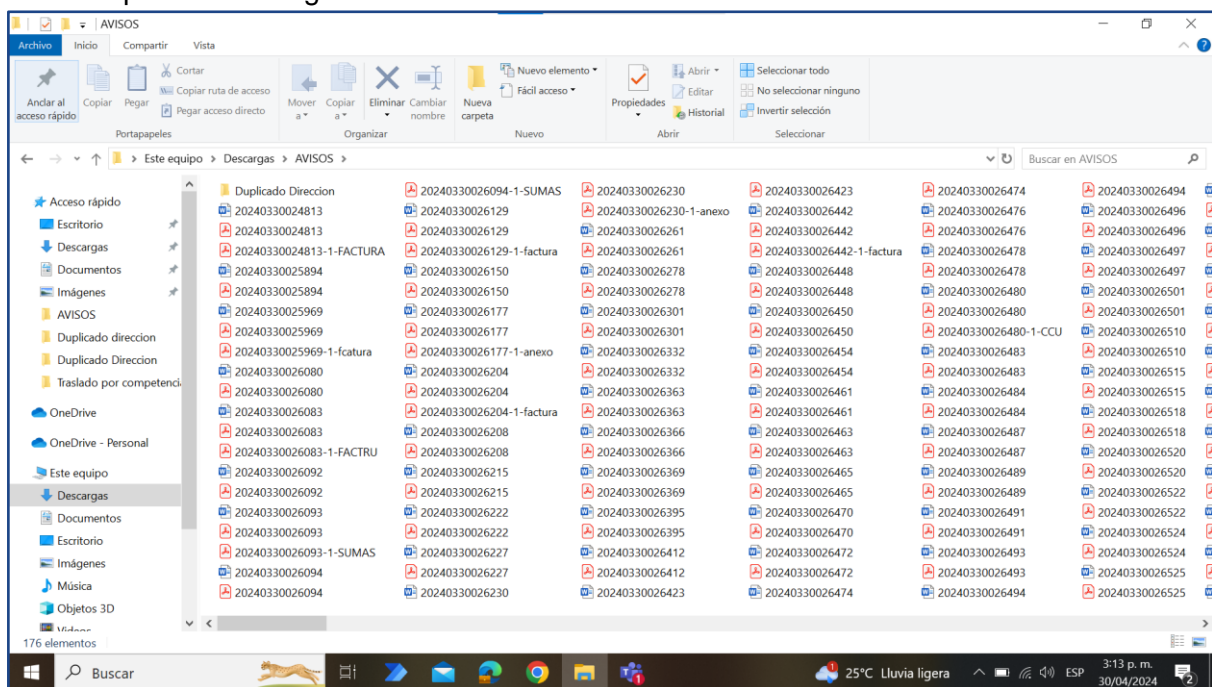 AVISOS
Archivo Inicio Compartir Vista
Andar al acceso rápido
Copiar
Pegar
Cortar
Copiar ruta de acceso
Pegar acceso directo
Portapapeles
Mover a
Copiar a
Eliminar
Cambiar nombre
Organizar
Nueva carpeta
Nuevo elemento
Fácil acceso
Nuevo
Propiedades
Abrir
Editar
Historial
Abrir
Seleccionar todo
No seleccionar ninguno
Invertir selección
Seleccionar
Este equipo > Descargas > AVISOS >
Buscar en AVISOS
Acceso rápido
Escritorio
Descargas
Documentos
Imágenes
AVISOS
Duplicado direccion
Duplicado Direccion
Traslado por competenci
OneDrive
OneDrive - Personal
Este equipo
Descargas
Documentos
Escritorio
Imágenes
Música
Objetos 3D
Duplicado Direccion
20240330024813
20240330024813
20240330024813-1-FACTURA
20240330025894
20240330025894
20240330025969
20240330025969
20240330025969-1-fcatura
20240330026080
20240330026080
20240330026083
20240330026083
20240330026083-1-FACTRU
20240330026092
20240330026092
20240330026093
20240330026093
20240330026093-1-SUMAS
20240330026094
20240330026094
20240330026094-1-SUMAS
20240330026129
20240330026129
20240330026129-1-factura
20240330026150
20240330026150
20240330026177
20240330026177
20240330026177-1-anexo
20240330026204
20240330026204
20240330026204-1-factura
20240330026208
20240330026208
20240330026215
20240330026215
20240330026222
20240330026222
20240330026227
20240330026227
20240330026230
20240330026230
20240330026230-1-anexo
20240330026261
20240330026261
20240330026278
20240330026278
20240330026301
20240330026301
20240330026332
20240330026332
20240330026363
20240330026363
20240330026366
20240330026366
20240330026369
20240330026369
20240330026395
20240330026395
20240330026412
20240330026412
20240330026423
20240330026423
20240330026442
20240330026442
20240330026442-1-factura
20240330026448
20240330026448
20240330026450
20240330026450
20240330026454
20240330026454
20240330026461
20240330026461
20240330026463
20240330026463
20240330026465
20240330026465
20240330026470
20240330026470
20240330026472
20240330026472
20240330026474
20240330026474
20240330026476
20240330026476
20240330026478
20240330026478
20240330026480
20240330026480
20240330026480-1-CCU
20240330026483
20240330026483
20240330026484
20240330026484
20240330026487
20240330026487
20240330026489
20240330026489
20240330026491
20240330026491
20240330026493
20240330026493
20240330026494
20240330026494
20240330026496
20240330026496
20240330026497
20240330026497
20240330026501
20240330026501
20240330026510
20240330026510
20240330026515
20240330026515
20240330026518
20240330026518
20240330026520
20240330026520
20240330026522
20240330026522
20240330026524
20240330026524
20240330026525
20240330026525
176 elementos
Buscar
25°C Lluvia ligera
ESP
3:13 p. m.
30/04/2024